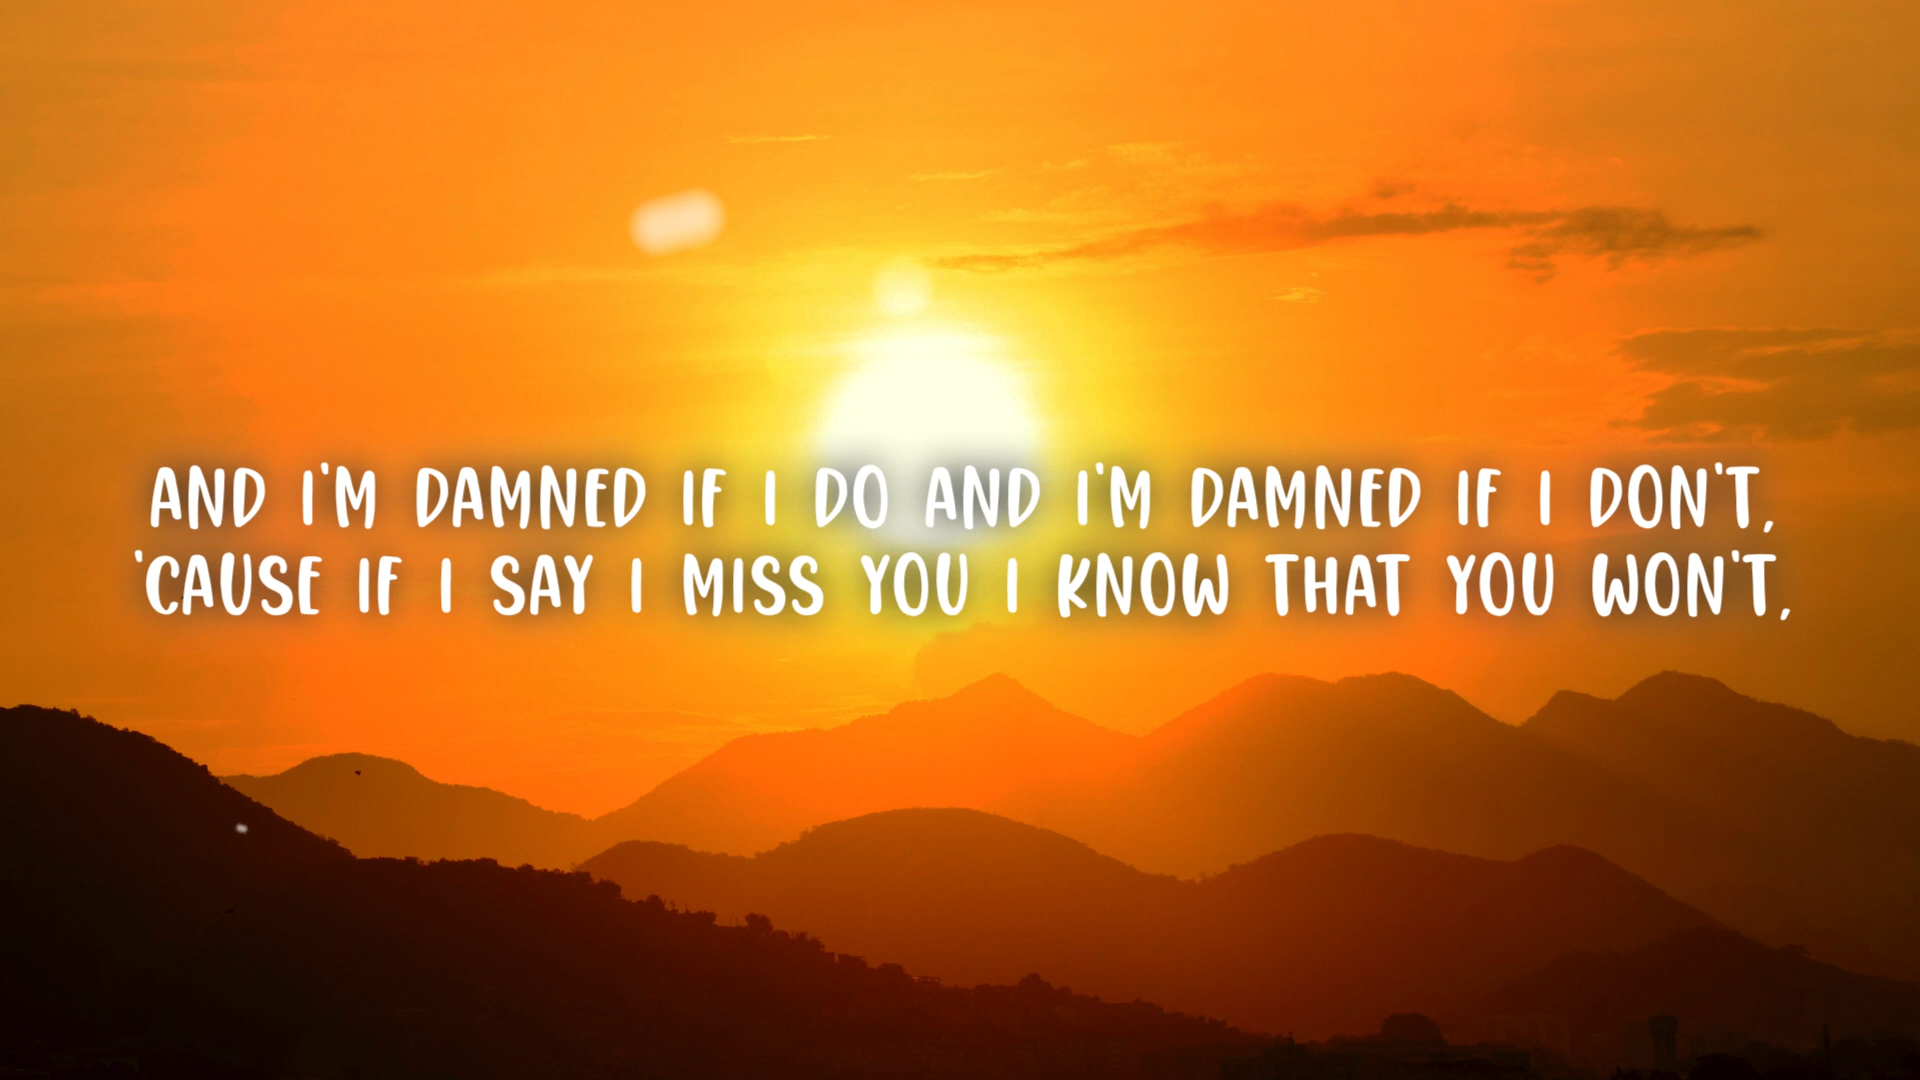 AND I'M DAMNED IF I DO AND I'M DAMNED IF I DON'T,
'CAUSE IF I SAY I MISS YOU I KNOW THAT YOU WON'T,